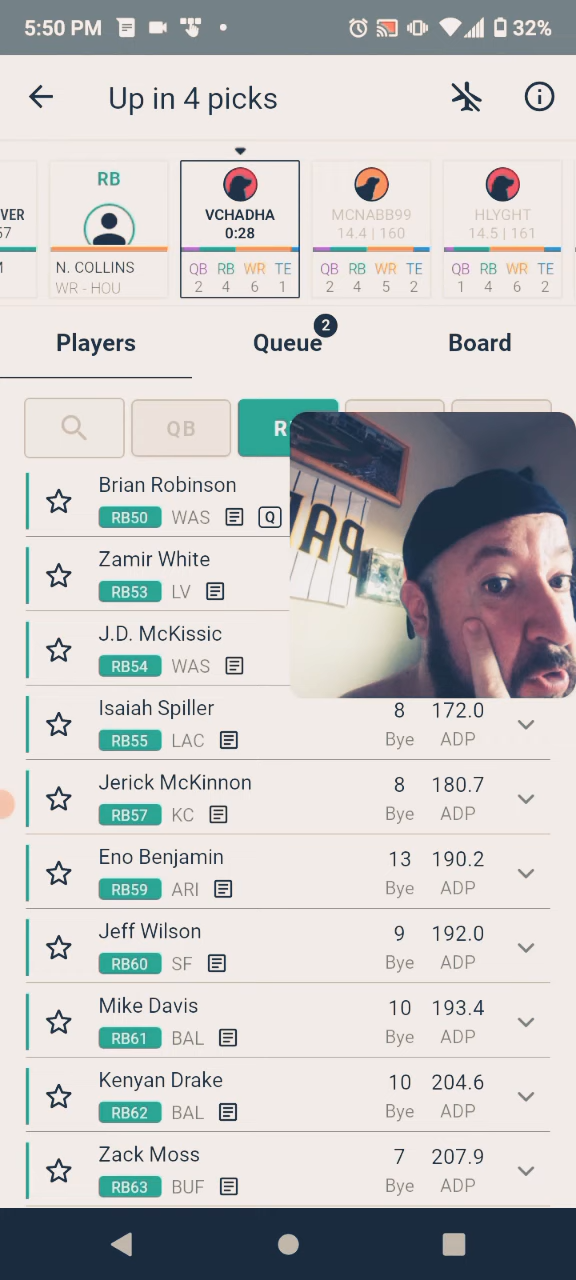 5:50 PM
32%
Up in 4 picks
VER
57
M
RB
N. COLLINS
WR - HOU
VCHADHA
0:28
QB RB WR TE
2 4 6 1
MCNABB99
14.4 | 160
QB RB WR TE
2 4 5 2
HLYGHT
14.5 | 161
QB RB WR TE
1 4 6 2
Players
Queue
2
Board
QB
R
Brian Robinson
RB50 WAS Q
Zamir White
RB53 LV
J.D. McKissic
RB54 WAS
PAI
Isaiah Spiller 8 172.0
RB55 LAC Bye ADP
Jerick McKinnon 8 180.7
RB57 KC Bye ADP
Eno Benjamin 13 190.2
RB59 ARI Bye ADP
Jeff Wilson 9 192.0
RB60 SF Bye ADP
Mike Davis 10 193.4
RB61 BAL Bye ADP
Kenyan Drake 10 204.6
RB62 BAL Bye ADP
Zack Moss 7 207.9
RB63 BUF Bye ADP